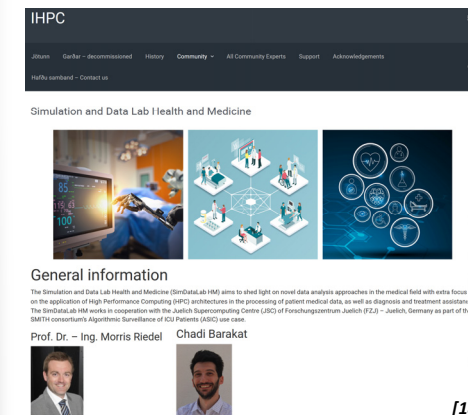 IHPC
Jötunn Garðar – decommissioned History Community All Community Experts Support Acknowledgements
Hafðu samband – Contact us
Simulation and Data Lab Health and Medicine
85
100
General information
The Simulation and Data Lab Health and Medicine (SimDataLab HM) aims to shed light on novel data analysis approaches in the medical field with extra focus
on the application of High Performance Computing (HPC) architectures in the processing of patient medical data, as well as diagnosis and treatment assistanc
The SimDataLab HM works in cooperation with the Juelich Supercomputing Centre (JSC) of Forschungszentrum Juelich (FZJ) – Juelich, Germany as part of th
SMITH consortium's Algorithmic Surveillance of ICU Patients (ASIC) use case.
Prof. Dr. – Ing. Morris Riedel Chadi Barakat
[1